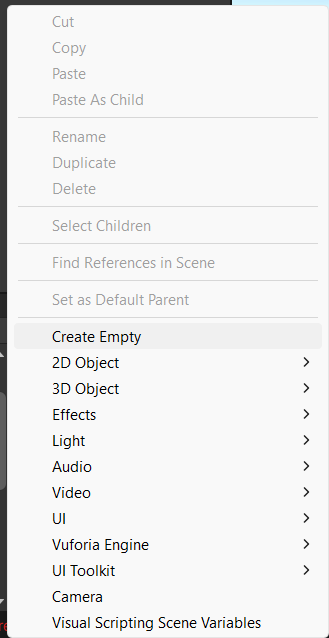 Cut
Copy
Paste
Paste As Child
Rename
Duplicate
Delete
Select Children
Find References in Scene
Set as Default Parent
Create Empty
2D Object
3D Object
Effects
Light
Audio
Video
UI
Vuforia Engine
UI Toolkit
Camera
Visual Scripting Scene Variables